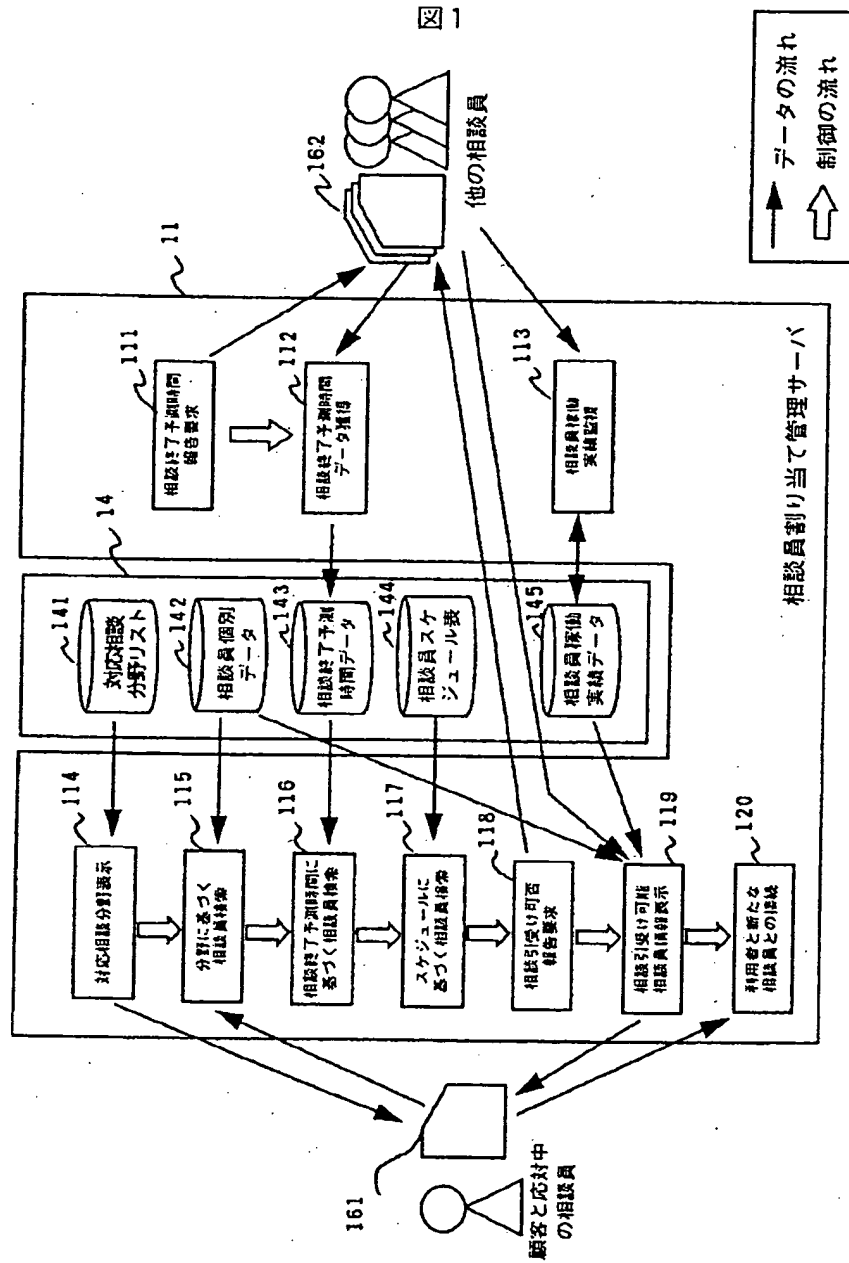 図1
162
他の相談員
データの流れ
制御の流れ
11
111
相談終了予測時間
報告要求
112
相談終了予測時間
データ獲得
113
相談員稼働
実績監視
相談員割り当て管理サーバ
14
141
対応相談
分野リスト
142
相談員個別
データ
143
相談終了予測
時間データ
144
相談員スケ
ジュール表
145
相談員稼働
実績データ
114
対応相談分野表示
115
分野に基づく
相談員検索
116
相談終了予測時間に
基づく相談員検索
117
スケジュールに
基づく相談員検索
118
相談引受け可否
報告要求
119
相談引受け可能
相談員情報表示
120
利用者と新たな
相談員との接続
161
顧客と応対中
の相談員